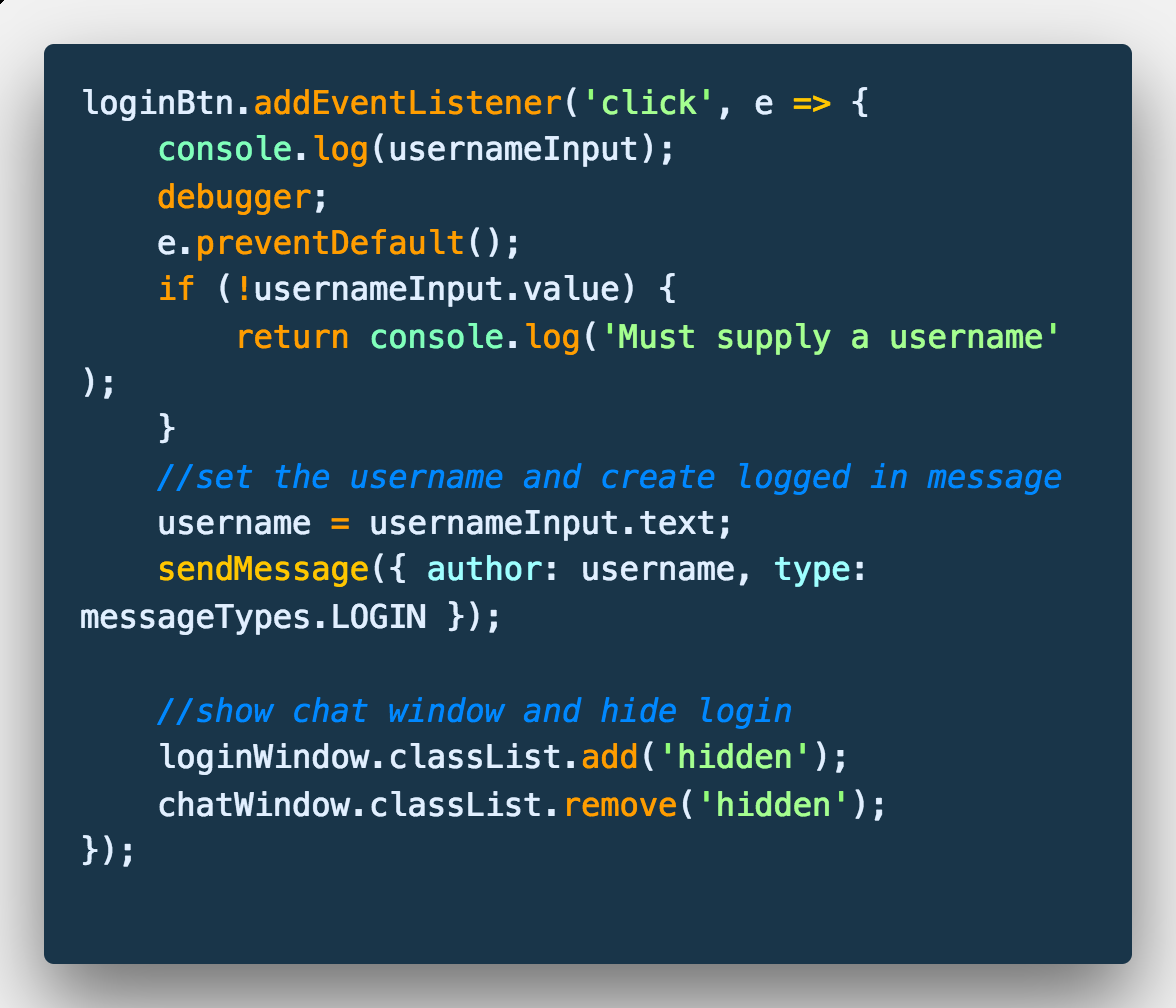 loginBtn.addEventListener('click', e => {
    console.log(usernameInput);
    debugger;
    e.preventDefault();
    if (!usernameInput.value) {
        return console.log('Must supply a username'
);
    }
    //set the username and create logged in message
    username = usernameInput.text;
    sendMessage({ author: username, type:
messageTypes.LOGIN });

    //show chat window and hide login
    loginWindow.classList.add('hidden');
    chatWindow.classList.remove('hidden');
});